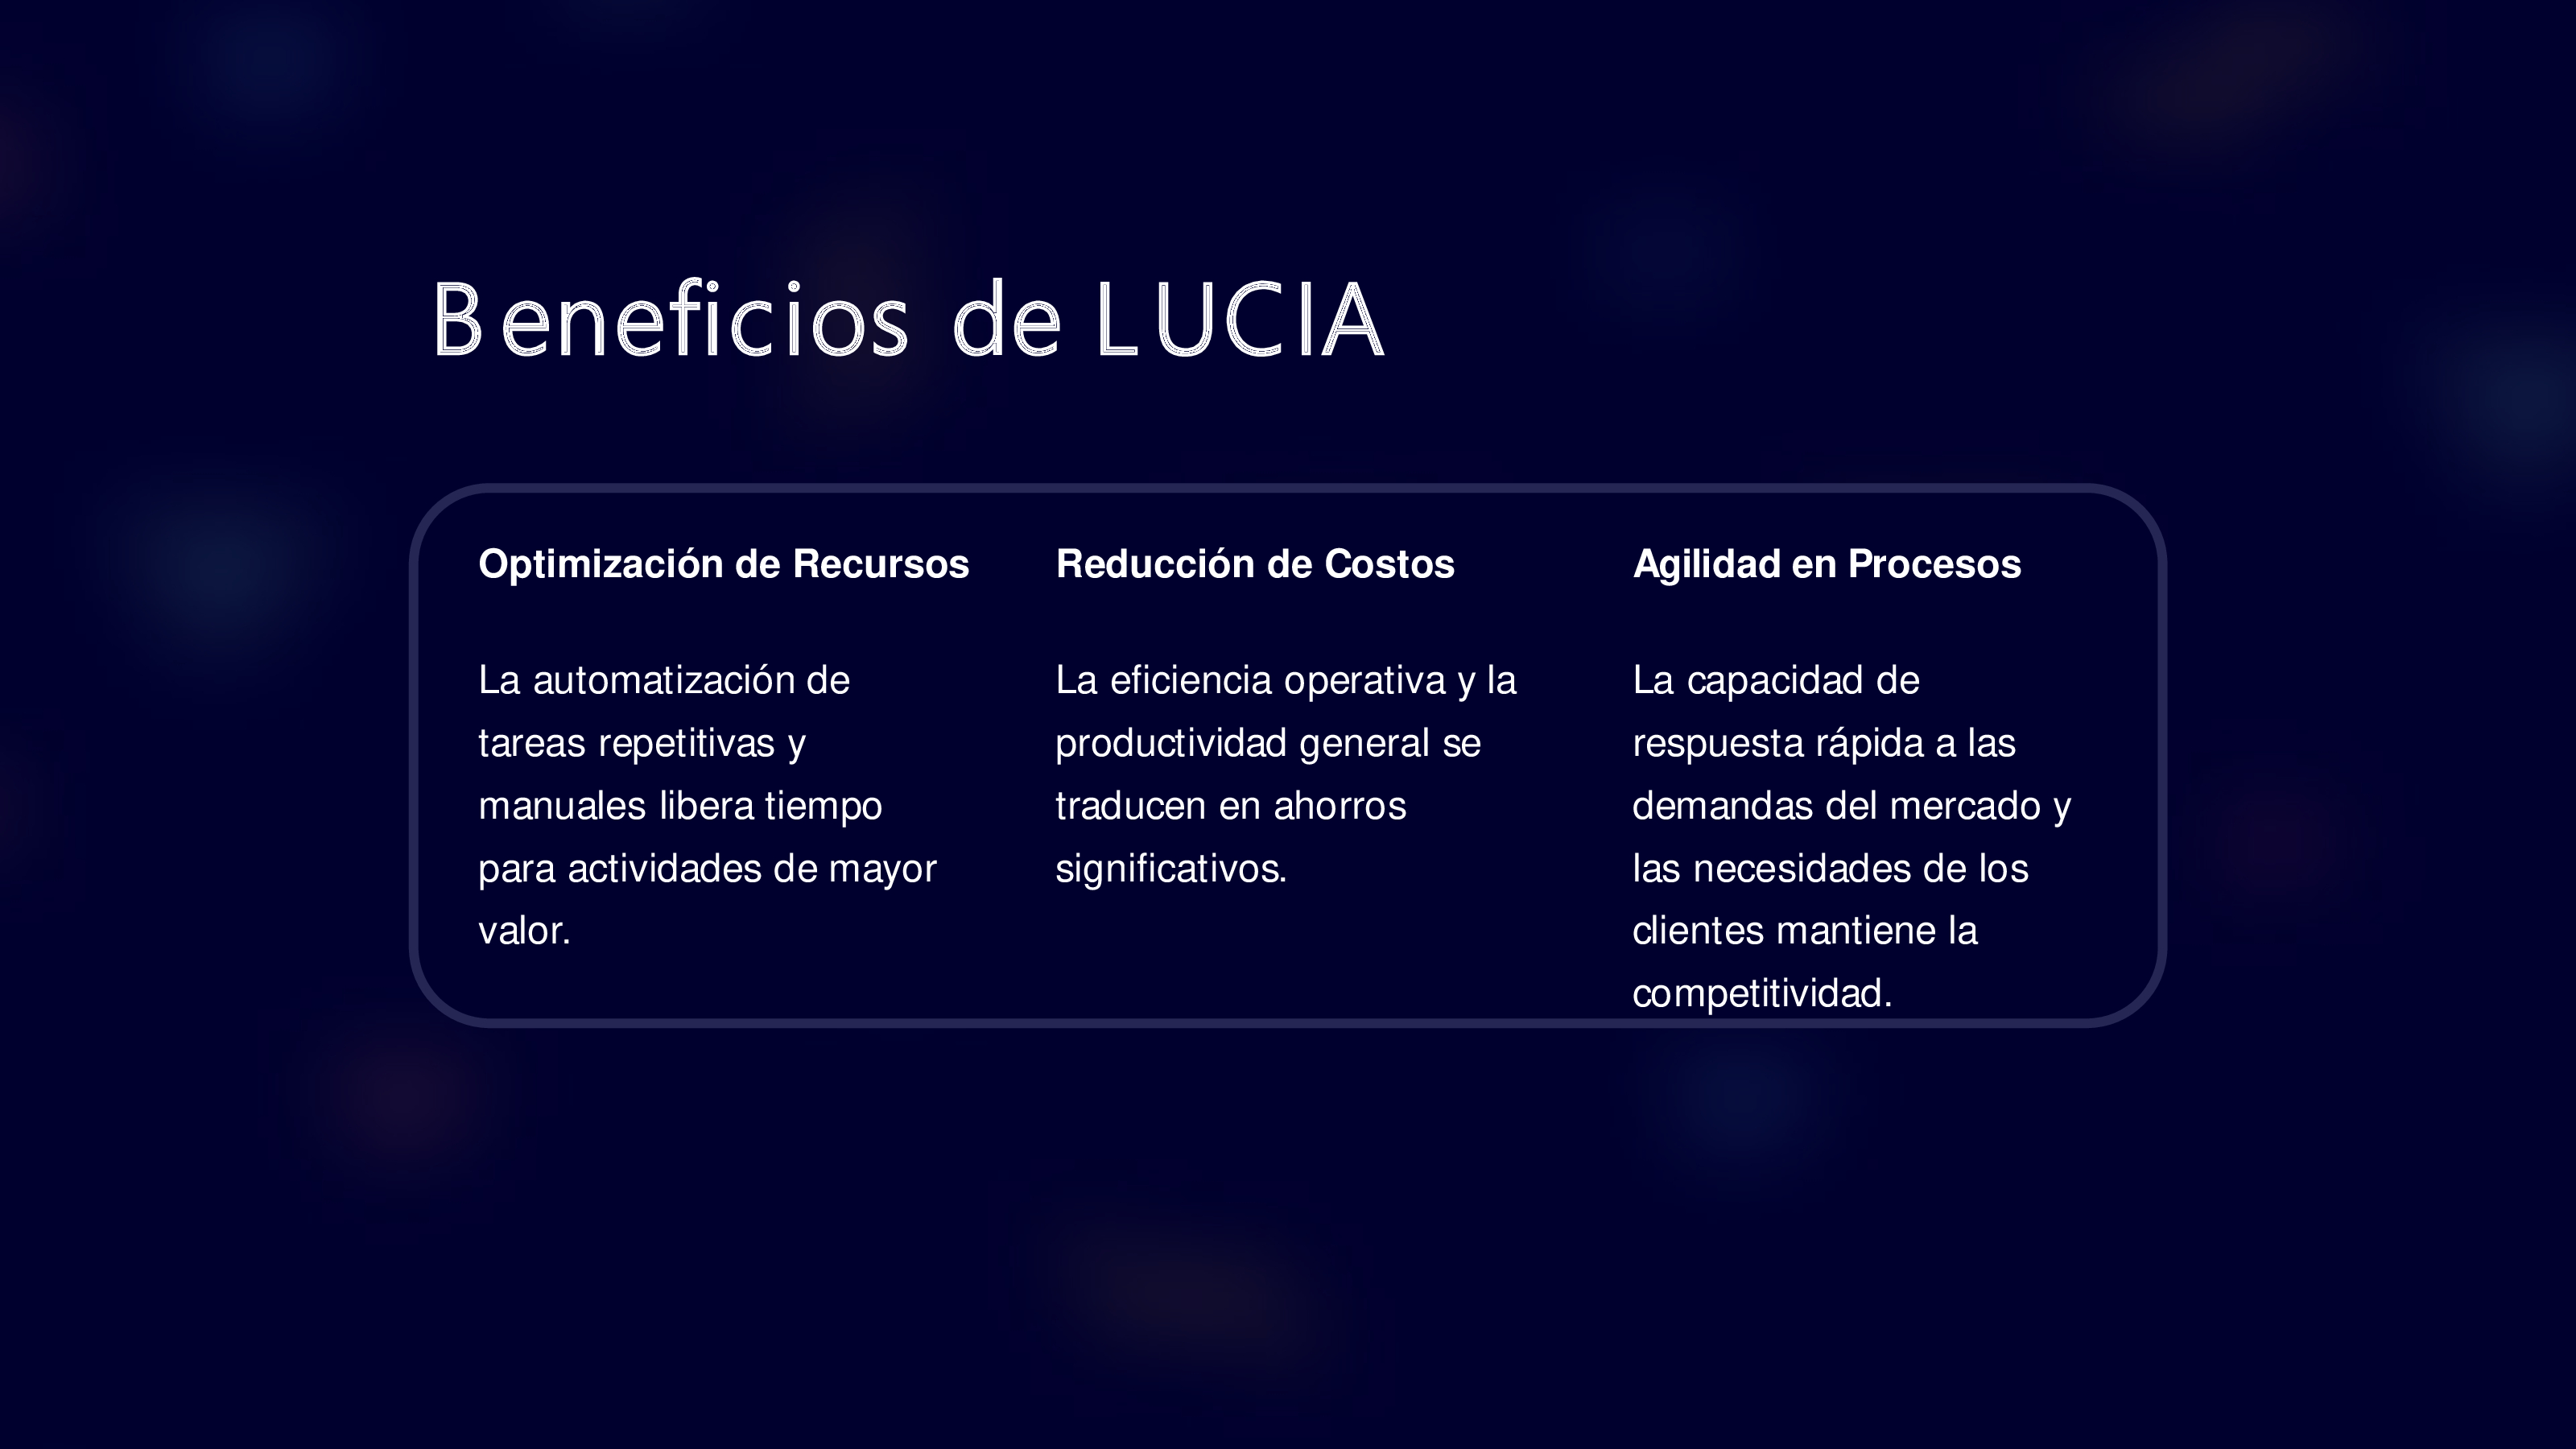 Beneficios de LUCIA
Optimización de Recursos
La automatización de
tareas repetitivas y
manuales libera tiempo
para actividades de mayor
valor.
Reducción de Costos
La eficiencia operativa y la
productividad general se
traducen en ahorros
significativos.
Agilidad en Procesos
La capacidad de
respuesta rápida a las
demandas del mercado y
las necesidades de los
clientes mantiene la
competitividad.